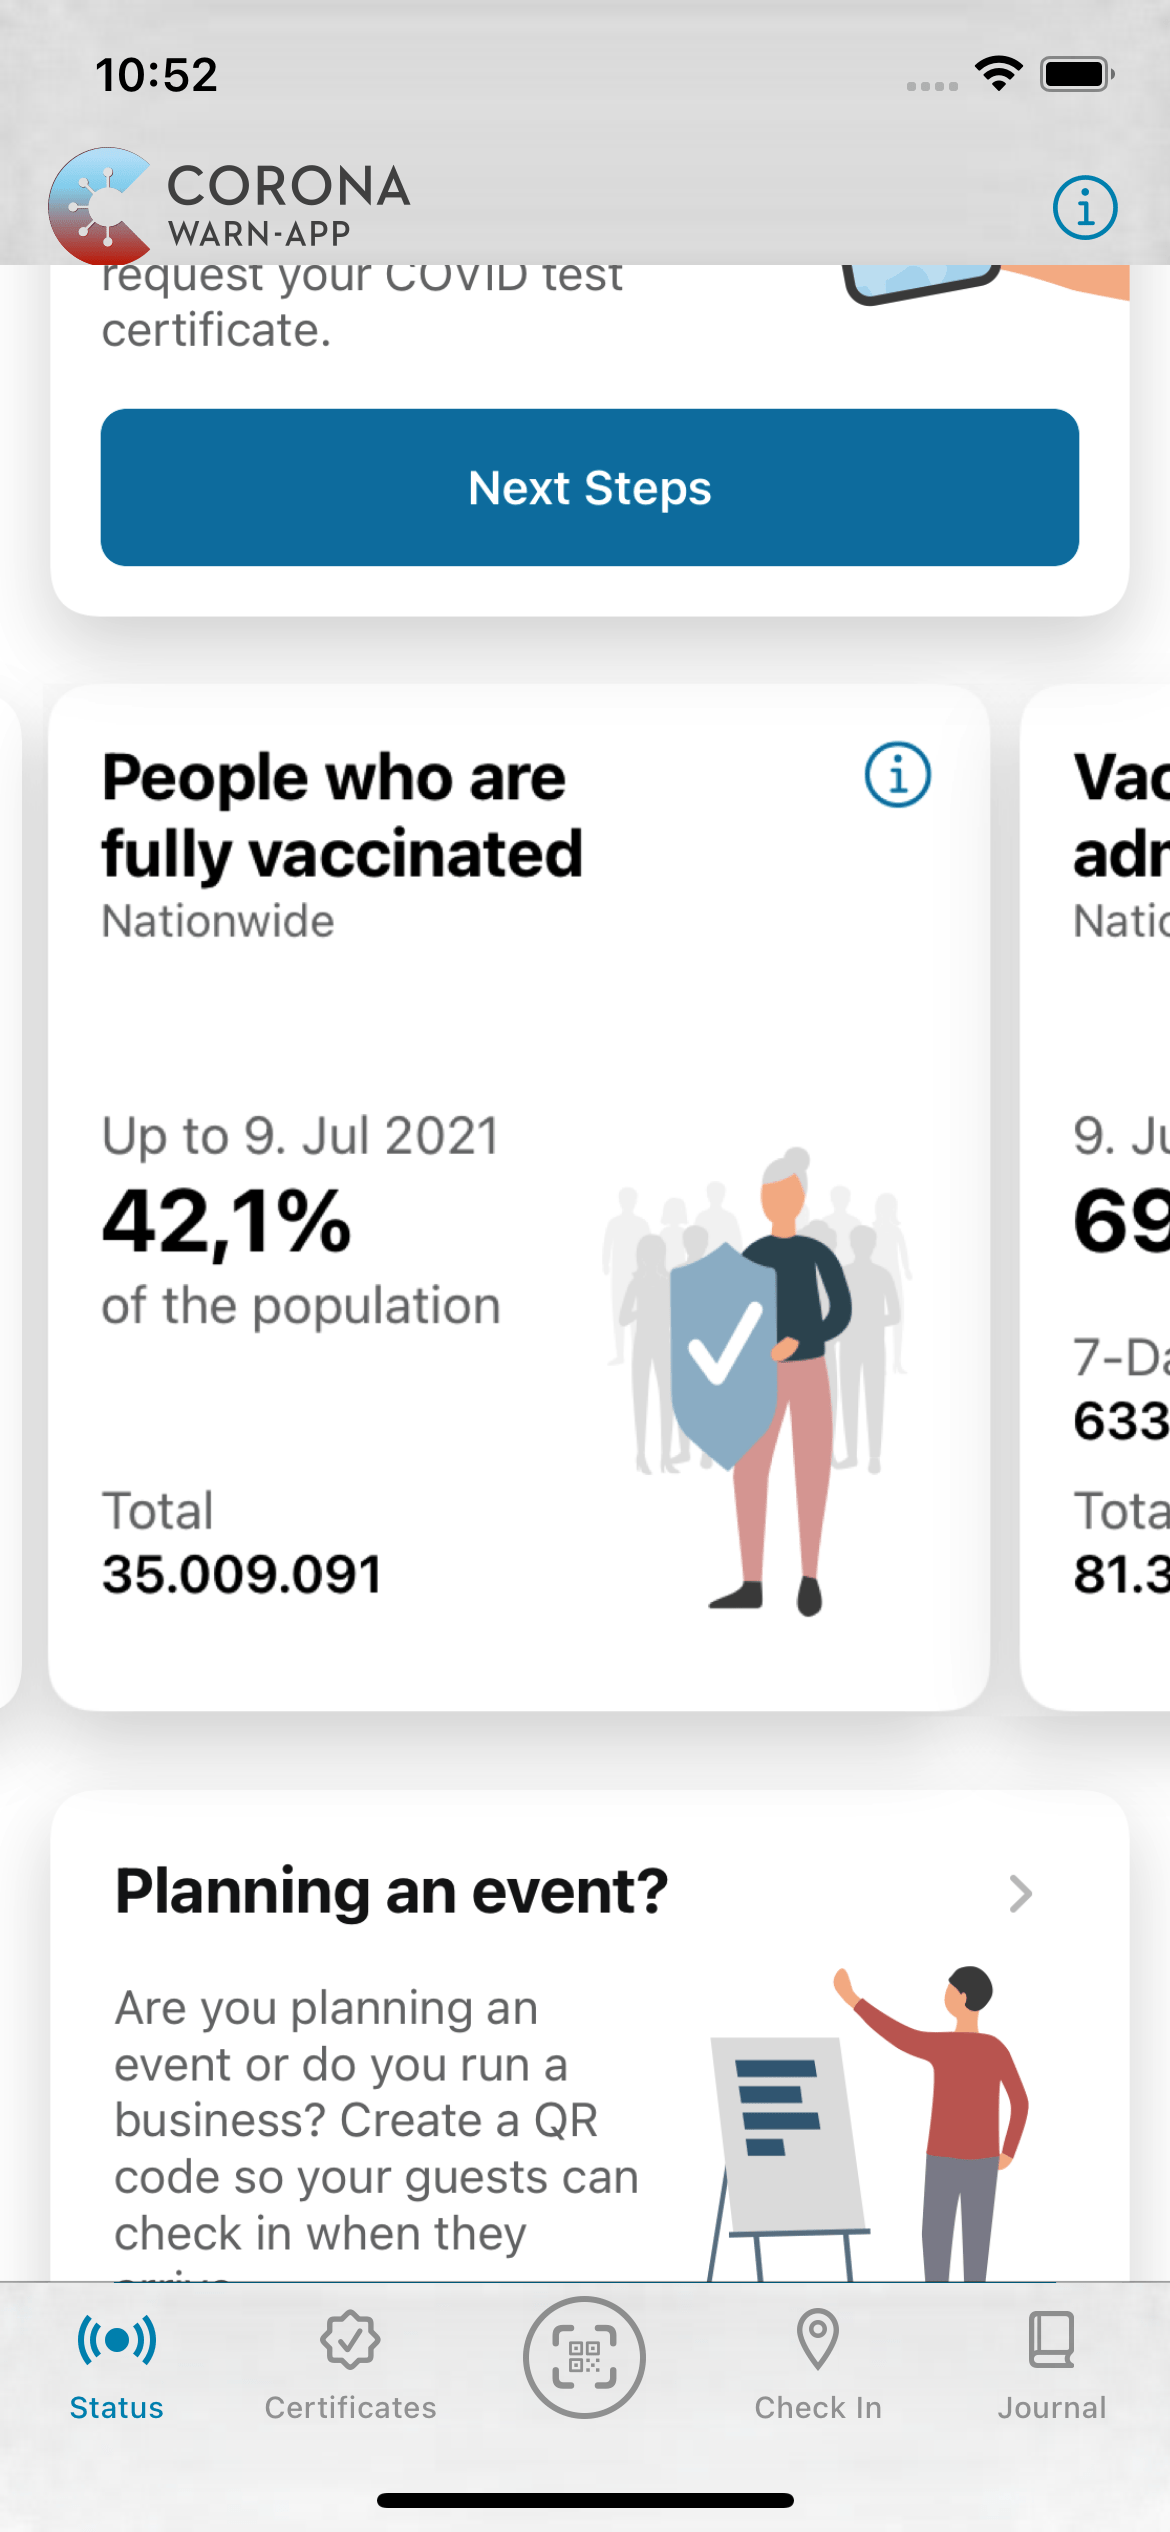 10:52
CORONA
WARN-APP
request your COVID test
certificate.
Next Steps
People who are
fully vaccinated
Nationwide
Up to 9. Jul 2021
42,1%
of the population
Total
35.009.091
Vac
adm
Natio
9. Ju
69
7-Da
633
Tota
81.3
Planning an event?
Are you planning an
event or do you run a
business? Create a QR
code so your guests can
check in when they
Status
Certificates
Check In
Journal